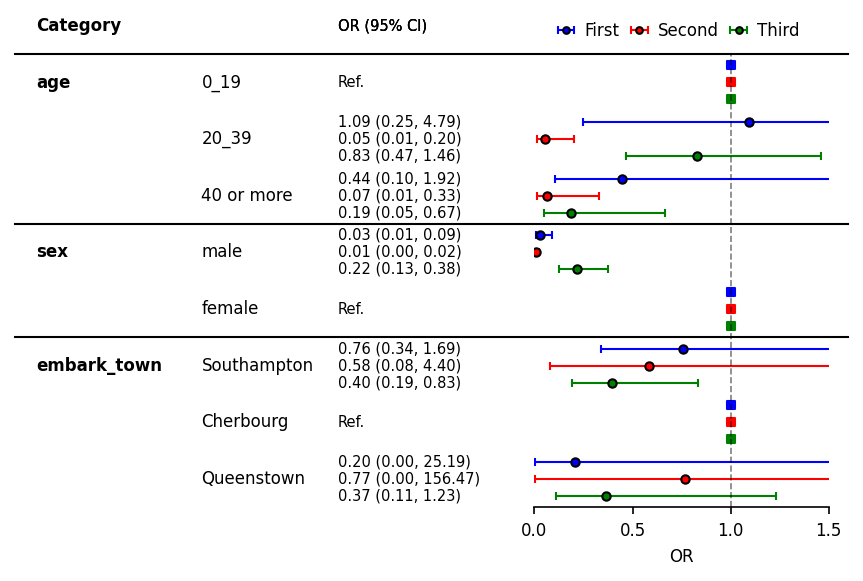 Category OR (95% CI) First Second Third
age 0_19 Ref.
1.09 (0.25, 4.79)
20_39 0.05 (0.01, 0.20)
0.83 (0.47, 1.46)
0.44 (0.10, 1.92)
40 or more 0.07 (0.01, 0.33)
0.19 (0.05, 0.67)
0.03 (0.01, 0.09)
sex male 0.01 (0.00, 0.02)
0.22 (0.13, 0.38)
female Ref.
0.76 (0.34, 1.69)
embark_town Southampton 0.58 (0.08, 4.40)
0.40 (0.19, 0.83)
Cherbourg Ref.
0.20 (0.00, 25.19)
Queenstown 0.77 (0.00, 156.47)
0.37 (0.11, 1.23)
0.0 0.5 1.0 1.5
OR